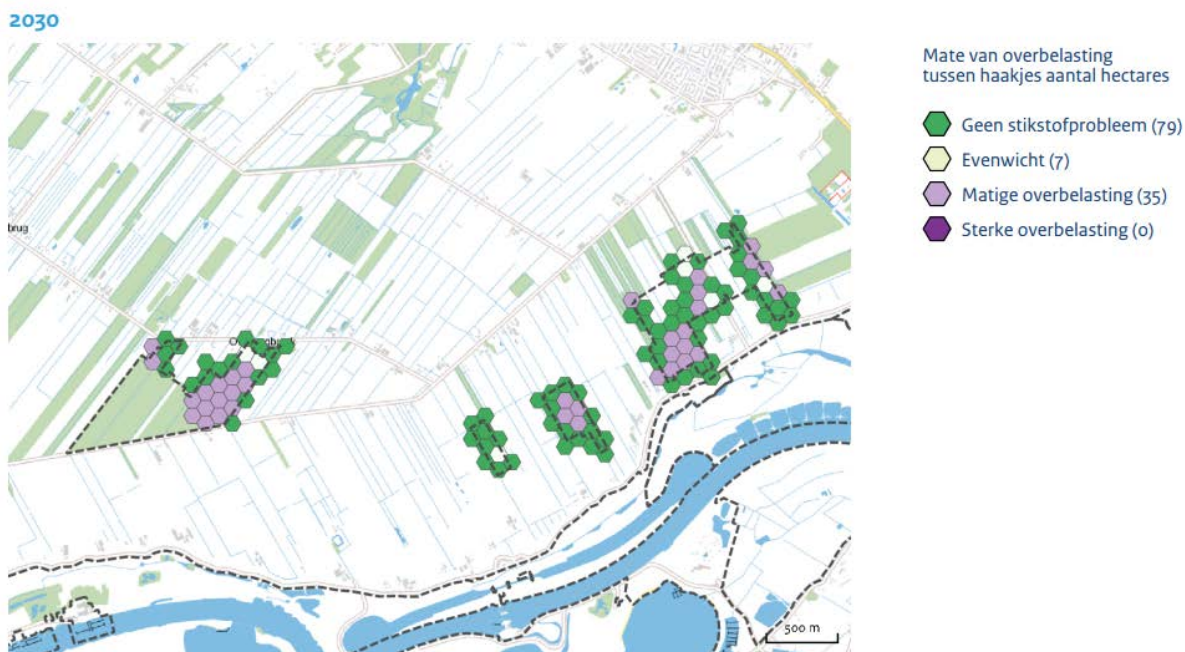 2030
Mate van overbelasting
tussen haakjes aantal hectares
Geen stikstofprobleem (79)
Evenwicht (7)
Matige overbelasting (35)
Sterke overbelasting (0)
brug
500 m